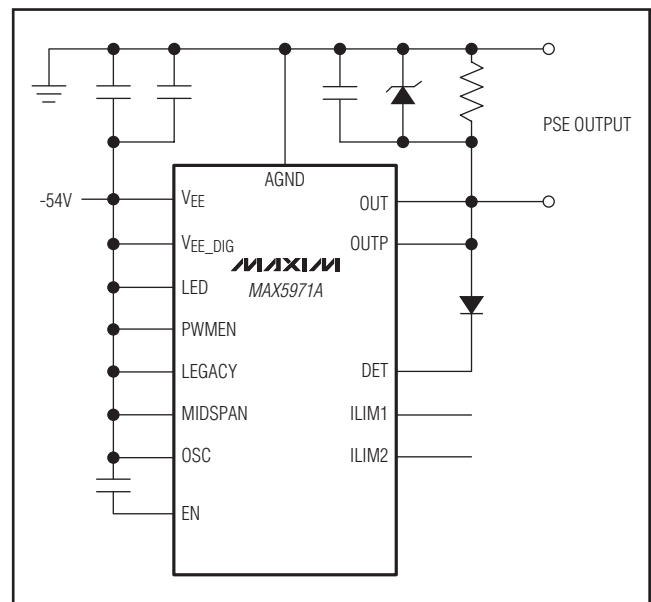 PSE OUTPUT
AGND
-54V
VEE
OUT
VEE_DIG
OUTP
MAXIM
LED
MAX5971A
PWMEN
LEGACY
DET
MIDSPAN
ILIM1
OSC
ILIM2
EN